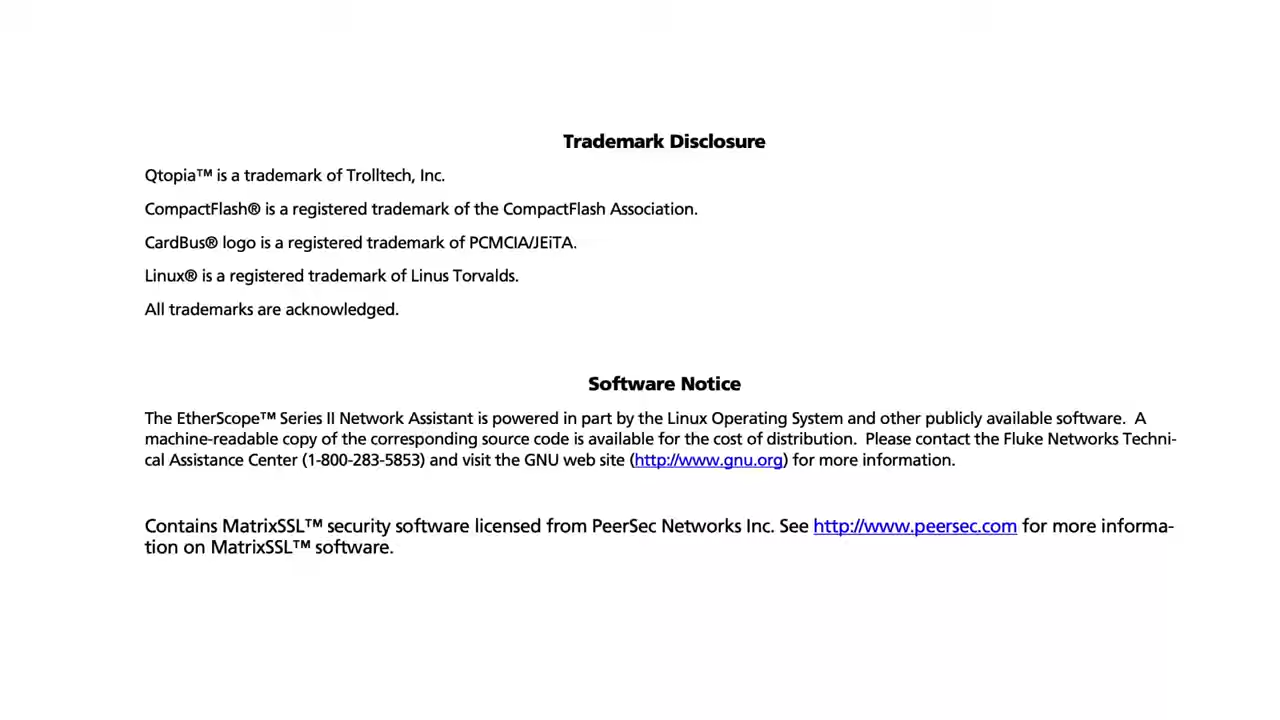 Trademark Disclosure
Qtopia™ is a trademark of Trolltech, Inc.
CompactFlash® is a registered trademark of the CompactFlash Association.
CardBus® logo is a registered trademark of PCMCIA/JEiTA.
Linux® is a registered trademark of Linus Torvalds.
All trademarks are acknowledged.
Software Notice
The EtherScope™ Series II Network Assistant is powered in part by the Linux Operating System and other publicly available software.  A
machine-readable copy of the corresponding source code is available for the cost of distribution.  Please contact the Fluke Networks Techni-
cal Assistance Center (1-800-283-5853) and visit the GNU web site (http://www.gnu.org) for more information.
Contains MatrixSSL™ security software licensed from PeerSec Networks Inc. See http://www.peersec.com for more informa-
tion on MatrixSSL™ software.